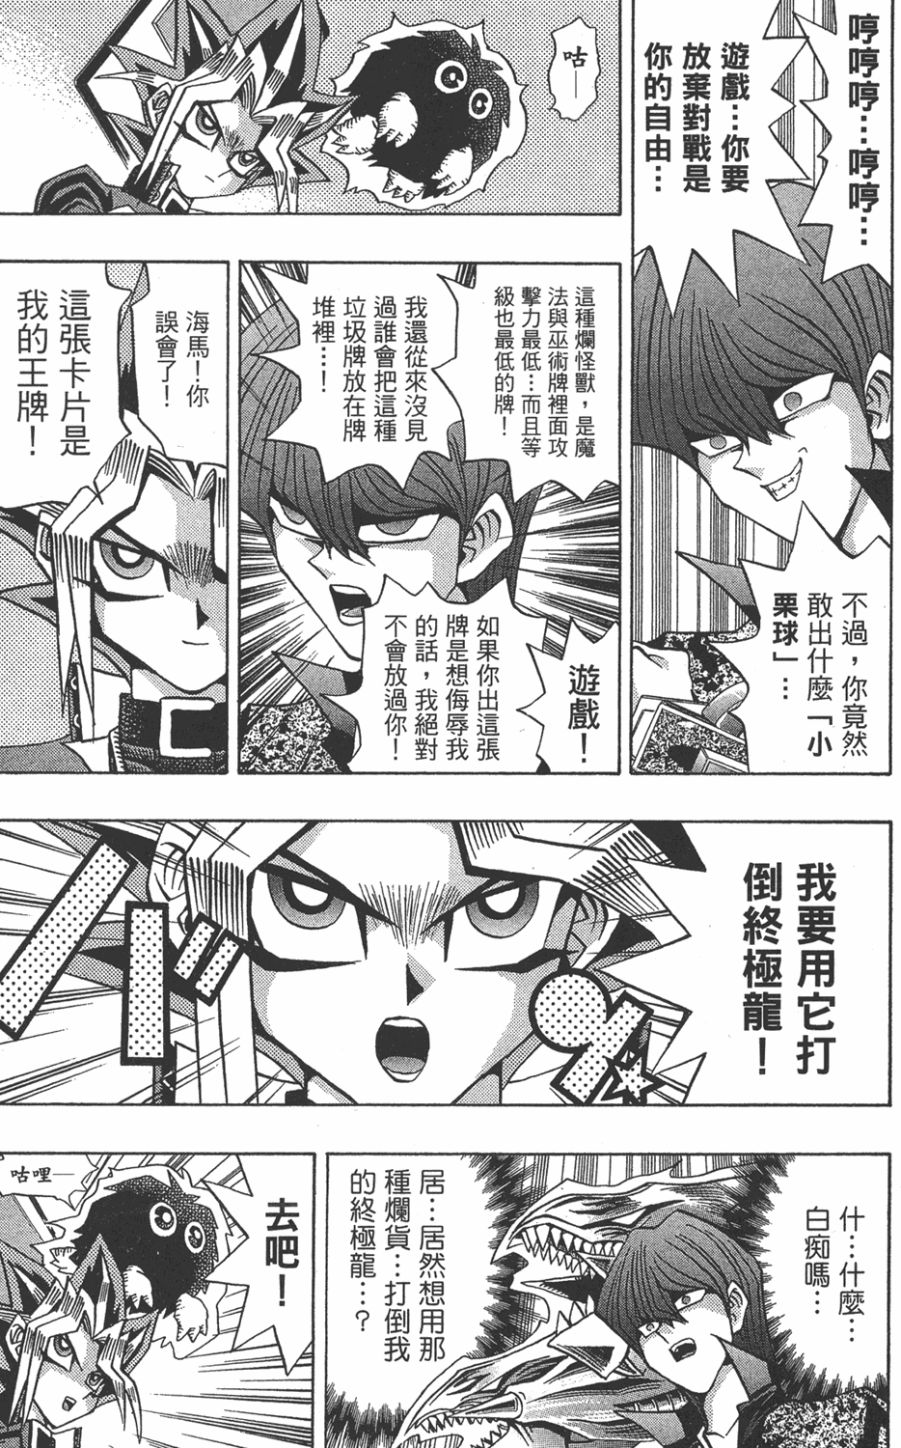 哼哼哼…哼哼…
遊戲…你要
放棄對戰是
你的自由…
不過，你竟然
敢出什麼「小
栗球」…
咕—
這種爛怪獸，是魔
法與巫術牌裡面攻
擊力最低…而且等
級也最低的牌！
我還從來沒見
過誰會把這種
垃圾牌放在牌
堆裡…！
遊戲！
如果你出這張
牌是想侮辱我
的話，我絕對
不會放過你！
海馬！你
誤會了！
這張卡片是
我的王牌！
我要用它打
倒終極龍！
什…什麼…
白痴嗎…
居…居然想用那
種爛貨…打倒我
的終極龍…？
去吧！
咕哩—